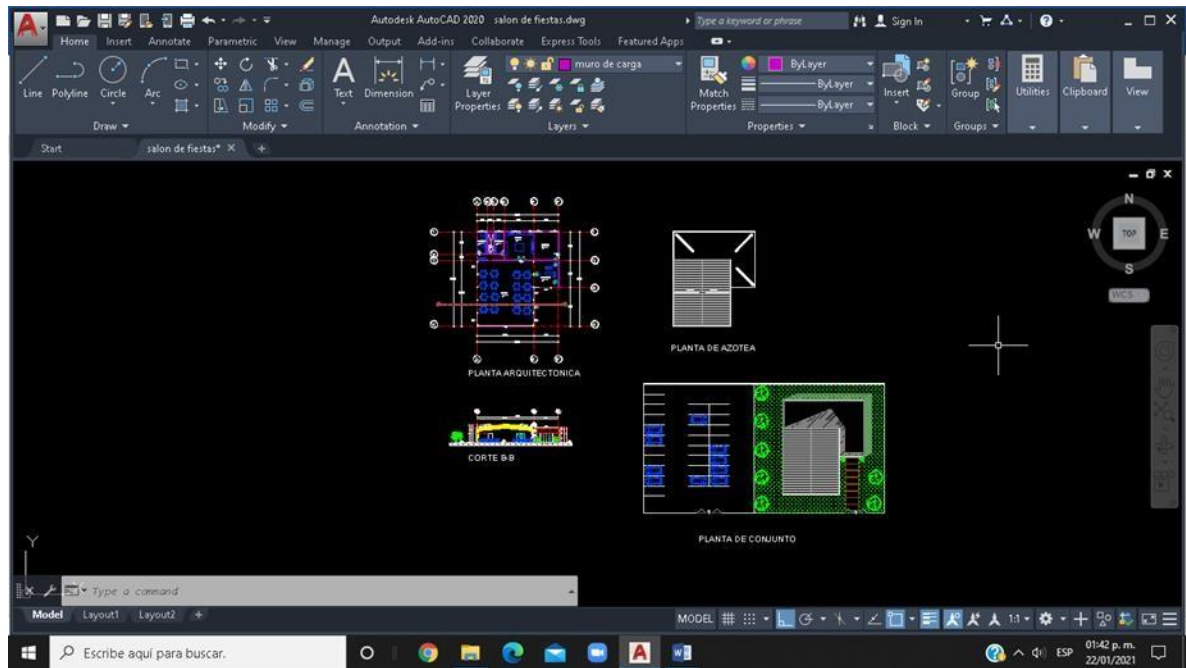 A Autodesk AutoCAD 2020 salon de fiestas.dwg Type a keyword or phrase Sign In
Home Insert Annotate Parametric View Manage Output Add-ins Collaborate Express Tools Featured Apps
muro de carga ByLayer
Line Polyline Circle Arc Text Dimension Layer Properties Match Properties ByLayer ByLayer Insert Group Utilities Clipboard View
Draw Modify Annotation Layers Properties Block Groups
Start salon de fiestas* +
N
W TOP E
S
WCS
PLANTA DE AZOTEA
PLANTA ARQUITECTONICA
CORTE B-B
PLANTA DE CONJUNTO
Y
Type a command
Model Layout1 Layout2 + MODEL 1:1
Escribe aquí para buscar. ESP 01:42 p. m.
22/01/2021